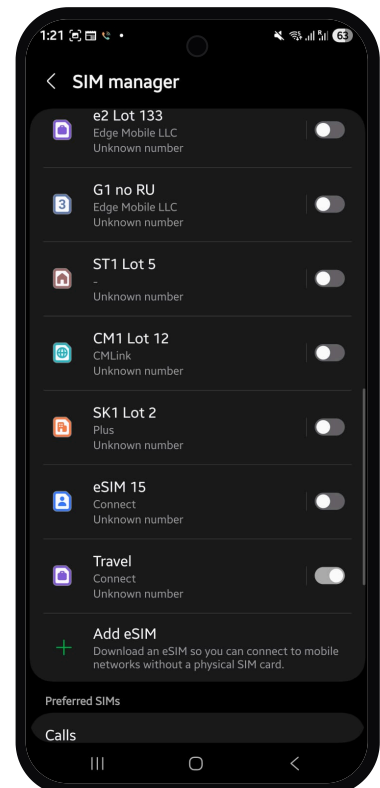 1:21
63
SIM manager
e2 Lot 133
Edge Mobile LLC
Unknown number
3
G1 no RU
Edge Mobile LLC
Unknown number
ST1 Lot 5
-
Unknown number
CM1 Lot 12
CMLink
Unknown number
SK1 Lot 2
Plus
Unknown number
eSIM 15
Connect
Unknown number
Travel
Connect
Unknown number
Add eSIM
Download an eSIM so you can connect to mobile
networks without a physical SIM card.
Preferred SIMs
Calls